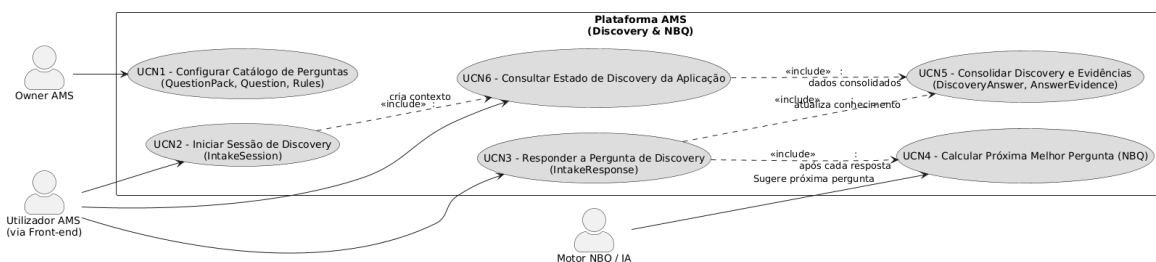 Plataforma AMS
(Discovery & NBQ)
Owner AMS
UCN1 - Configurar Catálogo de Perguntas
(QuestionPack, Question, Rules)
UCN6 - Consultar Estado de Discovery da Aplicação
«include» :
dados consolidados
UCN5 - Consolidar Discovery e Evidências
(DiscoveryAnswer, AnswerEvidence)
cria contexto
«include» :
«include»
atualiza conhecimento
UCN2 - Iniciar Sessão de Discovery
(IntakeSession)
UCN3 - Responder a Pergunta de Discovery
(IntakeResponse)
«include» :
após cada resposta
UCN4 - Calcular Próxima Melhor Pergunta (NBQ)
Sugere próxima pergunta
Utilizador AMS
(via Front-end)
Motor NBQ / IA